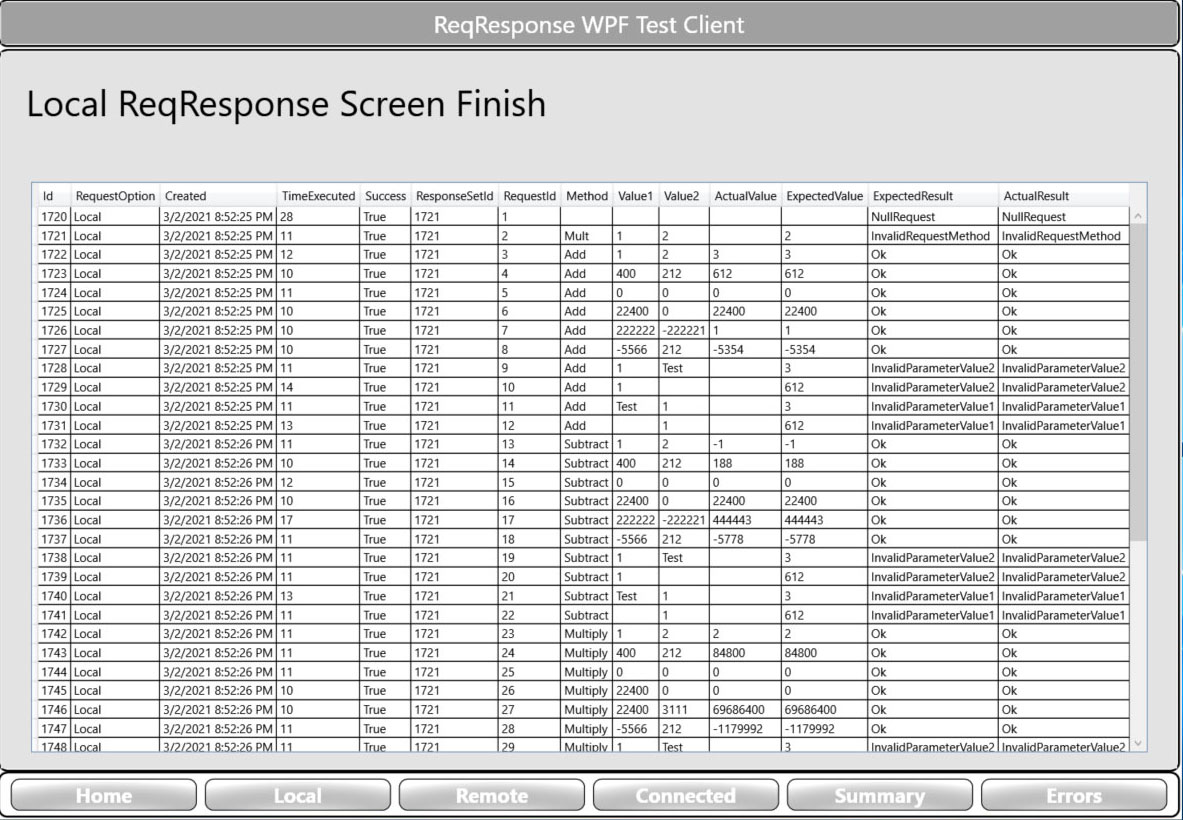 ReqResponse WPF Test Client
Local ReqResponse Screen Finish
Id RequestOption Created TimeExecuted Success ResponseSetId RequestId Method Value1 Value2 ActualValue ExpectedValue ExpectedResult ActualResult
1720 Local 3/2/2021 8:52:25 PM 28 True 1721 1 NullRequest NullRequest
1721 Local 3/2/2021 8:52:25 PM 11 True 1721 2 Mult 1 2 2 InvalidRequestMethod InvalidRequestMethod
1722 Local 3/2/2021 8:52:25 PM 12 True 1721 3 Add 1 2 3 3 Ok Ok
1723 Local 3/2/2021 8:52:25 PM 10 True 1721 4 Add 400 212 612 612 Ok Ok
1724 Local 3/2/2021 8:52:25 PM 11 True 1721 5 Add 0 0 0 0 Ok Ok
1725 Local 3/2/2021 8:52:25 PM 10 True 1721 6 Add 22400 0 22400 22400 Ok Ok
1726 Local 3/2/2021 8:52:25 PM 10 True 1721 7 Add 222222 -222221 1 1 Ok Ok
1727 Local 3/2/2021 8:52:25 PM 10 True 1721 8 Add -5566 212 -5354 -5354 Ok Ok
1728 Local 3/2/2021 8:52:25 PM 11 True 1721 9 Add 1 Test 3 InvalidParameterValue2 InvalidParameterValue2
1729 Local 3/2/2021 8:52:25 PM 14 True 1721 10 Add 1 612 InvalidParameterValue2 InvalidParameterValue2
1730 Local 3/2/2021 8:52:25 PM 11 True 1721 11 Add Test 1 3 InvalidParameterValue1 InvalidParameterValue1
1731 Local 3/2/2021 8:52:25 PM 13 True 1721 12 Add 1 612 InvalidParameterValue1 InvalidParameterValue1
1732 Local 3/2/2021 8:52:26 PM 11 True 1721 13 Subtract 1 2 -1 -1 Ok Ok
1733 Local 3/2/2021 8:52:26 PM 10 True 1721 14 Subtract 400 212 188 188 Ok Ok
1734 Local 3/2/2021 8:52:26 PM 12 True 1721 15 Subtract 0 0 0 0 Ok Ok
1735 Local 3/2/2021 8:52:26 PM 10 True 1721 16 Subtract 22400 0 22400 22400 Ok Ok
1736 Local 3/2/2021 8:52:26 PM 17 True 1721 17 Subtract 222222 -222221 444443 444443 Ok Ok
1737 Local 3/2/2021 8:52:26 PM 11 True 1721 18 Subtract -5566 212 -5778 -5778 Ok Ok
1738 Local 3/2/2021 8:52:26 PM 11 True 1721 19 Subtract 1 Test 3 InvalidParameterValue2 InvalidParameterValue2
1739 Local 3/2/2021 8:52:26 PM 11 True 1721 20 Subtract 1 612 InvalidParameterValue2 InvalidParameterValue2
1740 Local 3/2/2021 8:52:26 PM 13 True 1721 21 Subtract Test 1 3 InvalidParameterValue1 InvalidParameterValue1
1741 Local 3/2/2021 8:52:26 PM 11 True 1721 22 Subtract 1 612 InvalidParameterValue1 InvalidParameterValue1
1742 Local 3/2/2021 8:52:26 PM 11 True 1721 23 Multiply 1 2 2 2 Ok Ok
1743 Local 3/2/2021 8:52:26 PM 11 True 1721 24 Multiply 400 212 84800 84800 Ok Ok
1744 Local 3/2/2021 8:52:26 PM 11 True 1721 25 Multiply 0 0 0 0 Ok Ok
1745 Local 3/2/2021 8:52:26 PM 10 True 1721 26 Multiply 22400 0 0 0 Ok Ok
1746 Local 3/2/2021 8:52:26 PM 10 True 1721 27 Multiply 22400 3111 69686400 69686400 Ok Ok
1747 Local 3/2/2021 8:52:26 PM 11 True 1721 28 Multiply -5566 212 -1179992 -1179992 Ok Ok
1748 Local 3/2/2021 8:52:26 PM 11 True 1721 29 Multiply 1 Test 3 InvalidParameterValue2 InvalidParameterValue2
Home Local Remote Connected Summary Errors